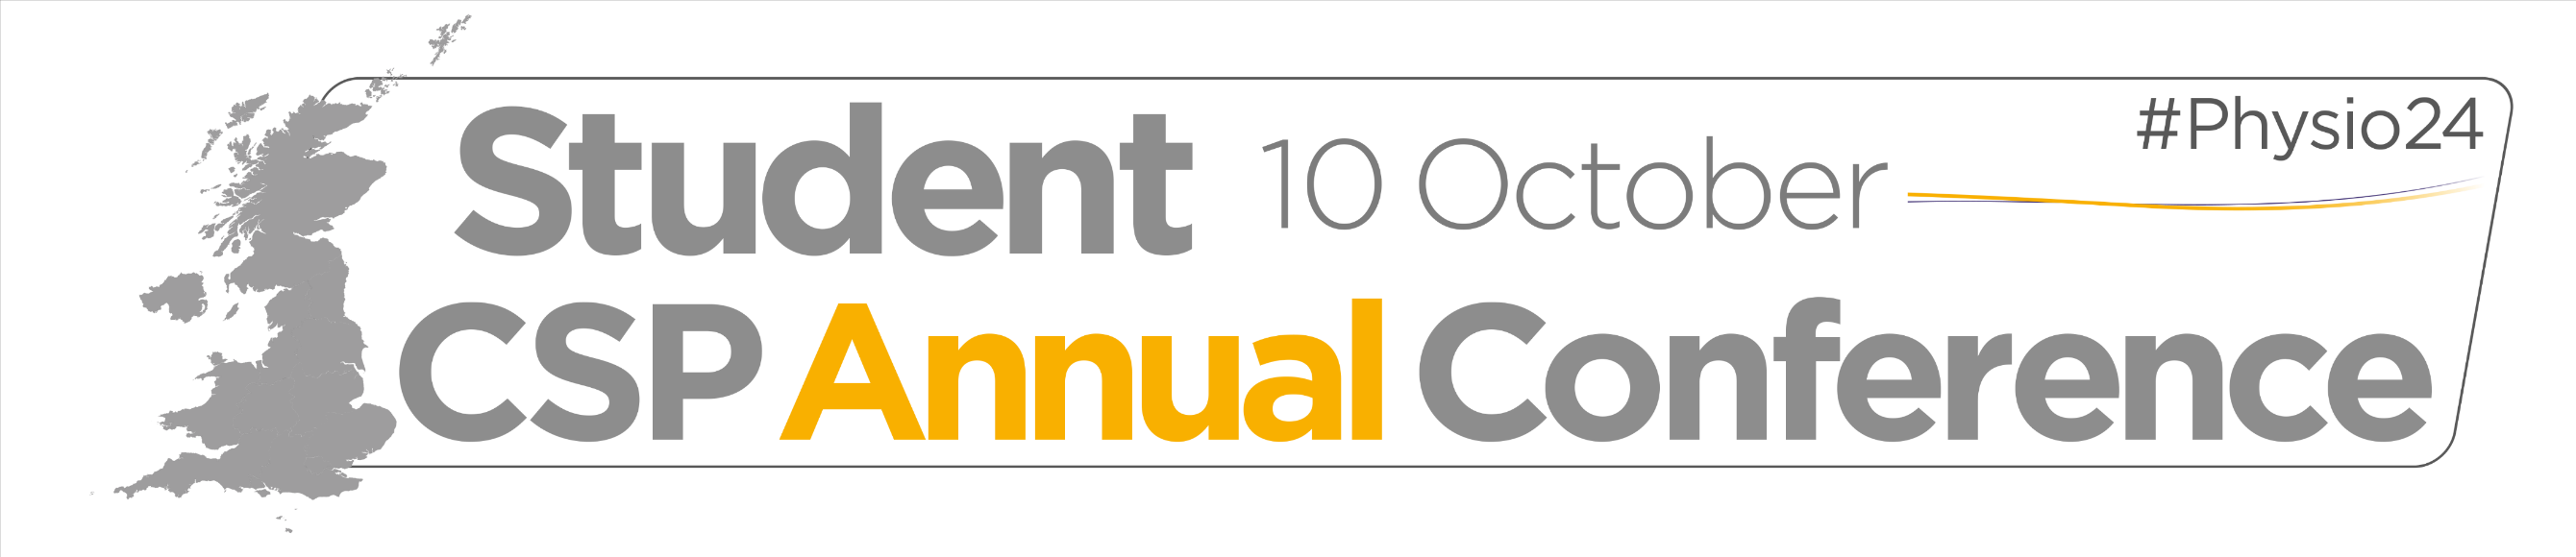 Student 10 October
#Physio24
CSP Annual Conference